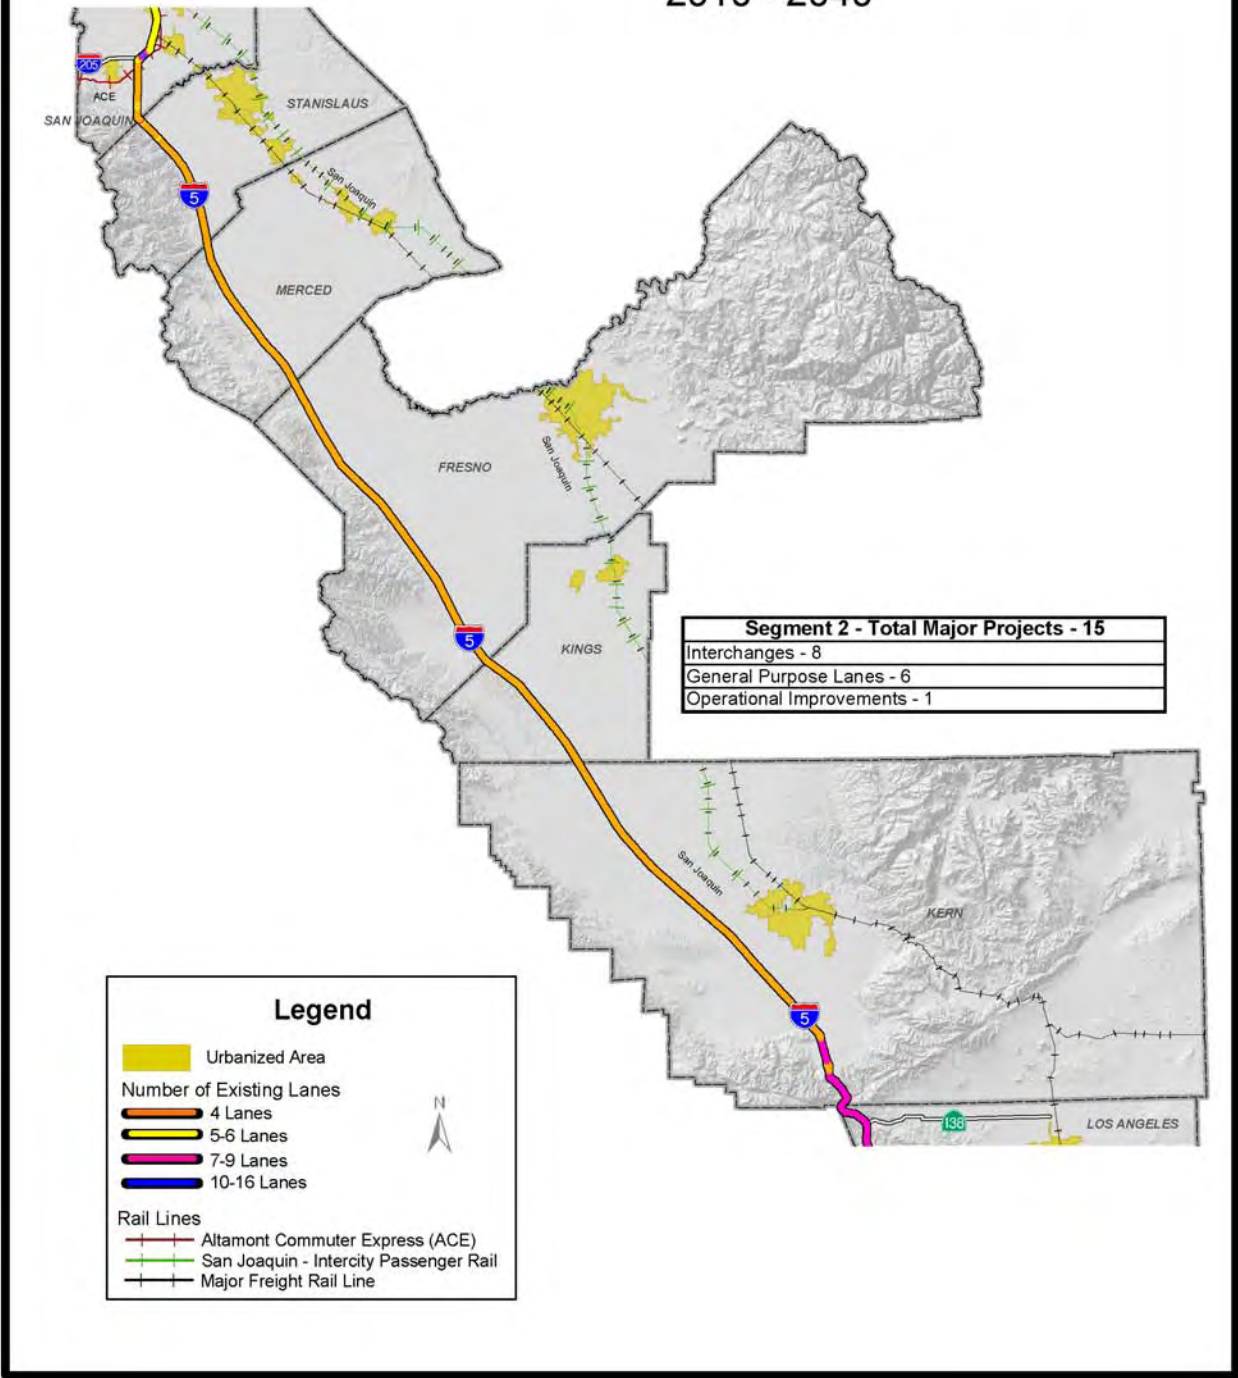 205
ACE
STANISLAUS
SAN JOAQUIN
San Joaquin
5
MERCED
FRESNO
San Joaquin
5
KINGS
Segment 2 - Total Major Projects - 15
Interchanges - 8
General Purpose Lanes - 6
Operational Improvements - 1
San Joaquin
KERN
5
138
LOS ANGELES
Legend
Urbanized Area
Number of Existing Lanes
4 Lanes
5-6 Lanes
7-9 Lanes
10-16 Lanes
N
Rail Lines
Altamont Commuter Express (ACE)
San Joaquin - Intercity Passenger Rail
Major Freight Rail Line